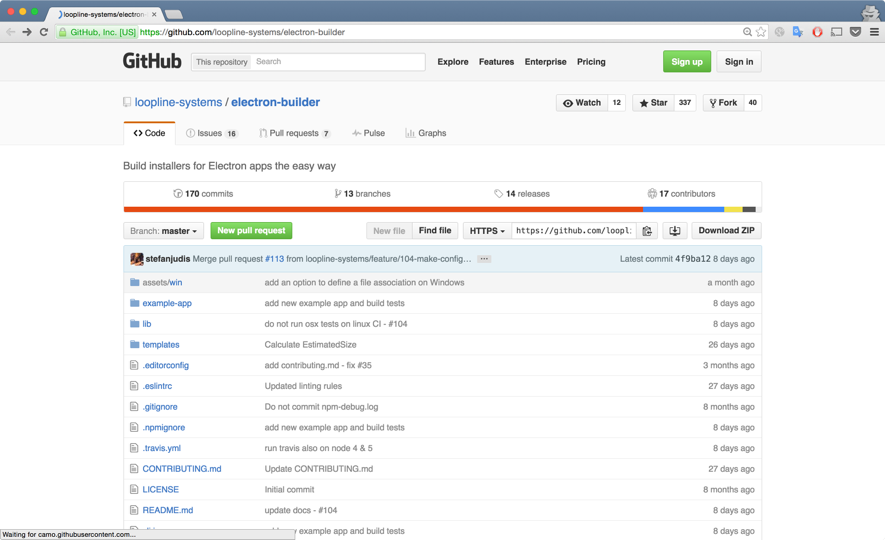 loopline-systems/electron
GitHub, Inc. [US] https://github.com/loopline-systems/electron-builder
GitHub This repository Search Explore Features Enterprise Pricing Sign up Sign in
loopline-systems / electron-builder Watch 12 Star 337 Fork 40
Code Issues 16 Pull requests 7 Pulse Graphs
Build installers for Electron apps the easy way
170 commits 13 branches 14 releases 17 contributors
Branch: master New pull request New file Find file HTTPS https://github.com/loopl Download ZIP
stefanjudis Merge pull request #113 from loopline-systems/feature/104-make-config… ... Latest commit 4f9ba12 8 days ago
assets/win add an option to define a file association on Windows a month ago
example-app add new example app and build tests 8 days ago
lib do not run osx tests on linux CI - #104 8 days ago
templates Calculate EstimatedSize 26 days ago
.editorconfig add contributing.md - fix #35 3 months ago
.eslintrc Updated linting rules 27 days ago
.gitignore Do not commit npm-debug.log 8 months ago
.npmignore add new example app and build tests 8 days ago
.travis.yml run travis also on node 4 & 5 8 days ago
CONTRIBUTING.md Update CONTRIBUTING.md 27 days ago
LICENSE Initial commit 8 months ago
README.md update docs - #104 8 days ago
new example app and build tests 8 days ago
Waiting for camo.githubusercontent.com...